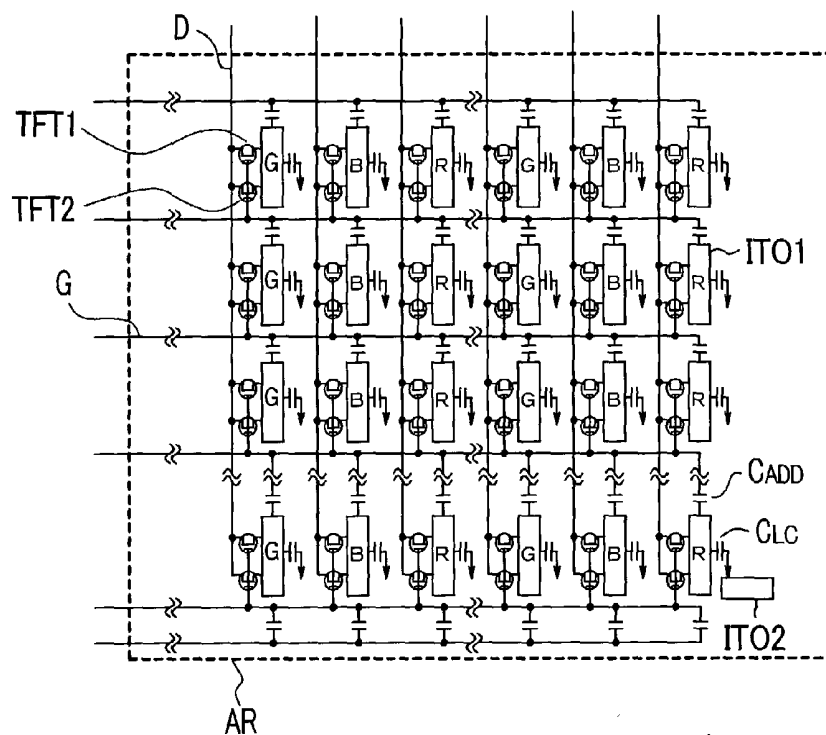 D
TFT1
G B R G B R
TFT2
G B R G B R
ITO1
G
G B R G B R
CADD
G B R G B R
CLC
ITO2
AR